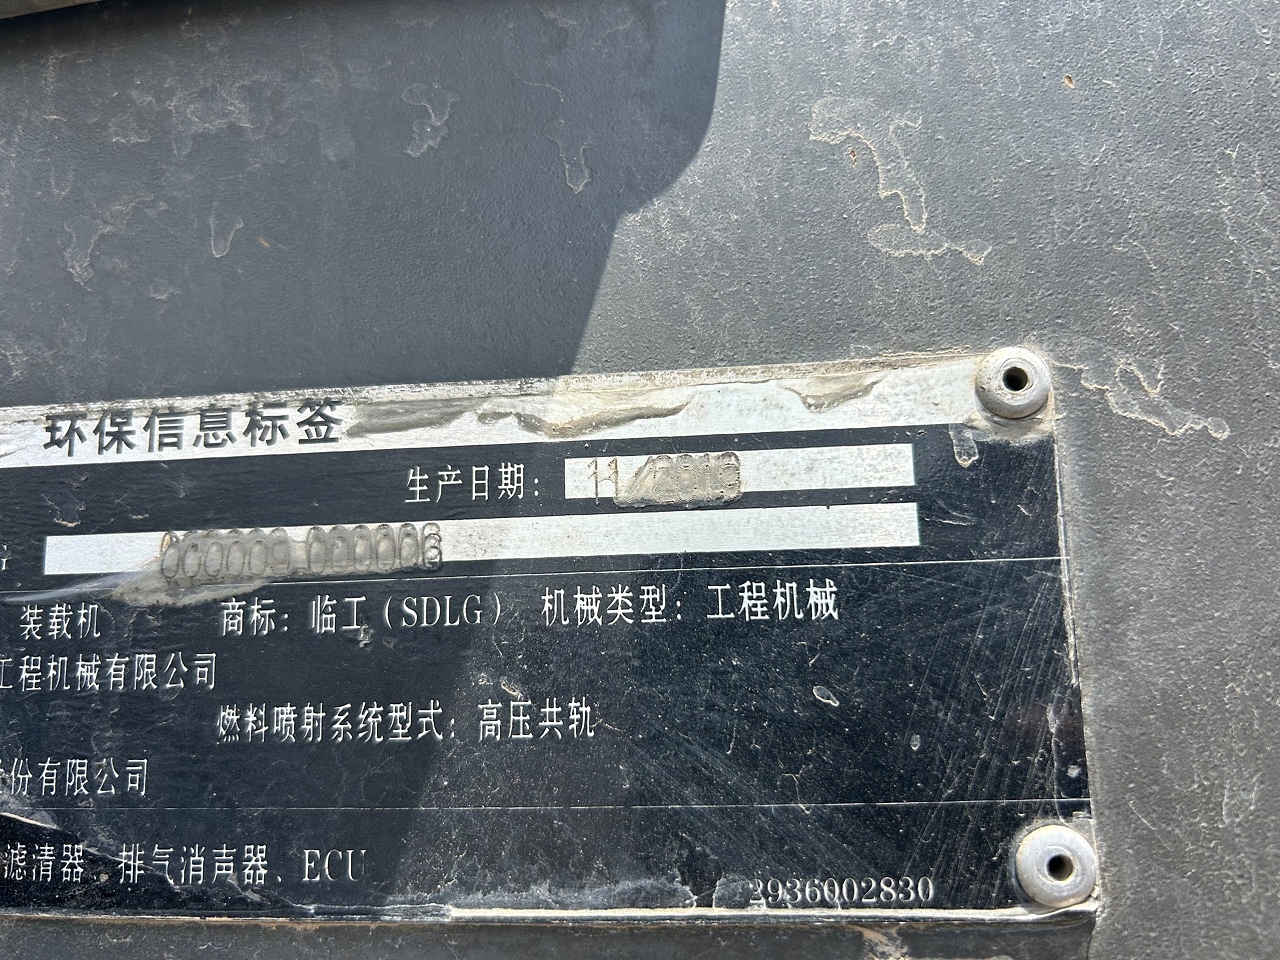 环保信息标签
生产日期： 11/2019
装载机 商标：临工（SDLG） 机械类型：工程机械
工程机械有限公司
燃料喷射系统型式：高压共轨
份有限公司
滤清器、排气消声器、ECU
2936002830